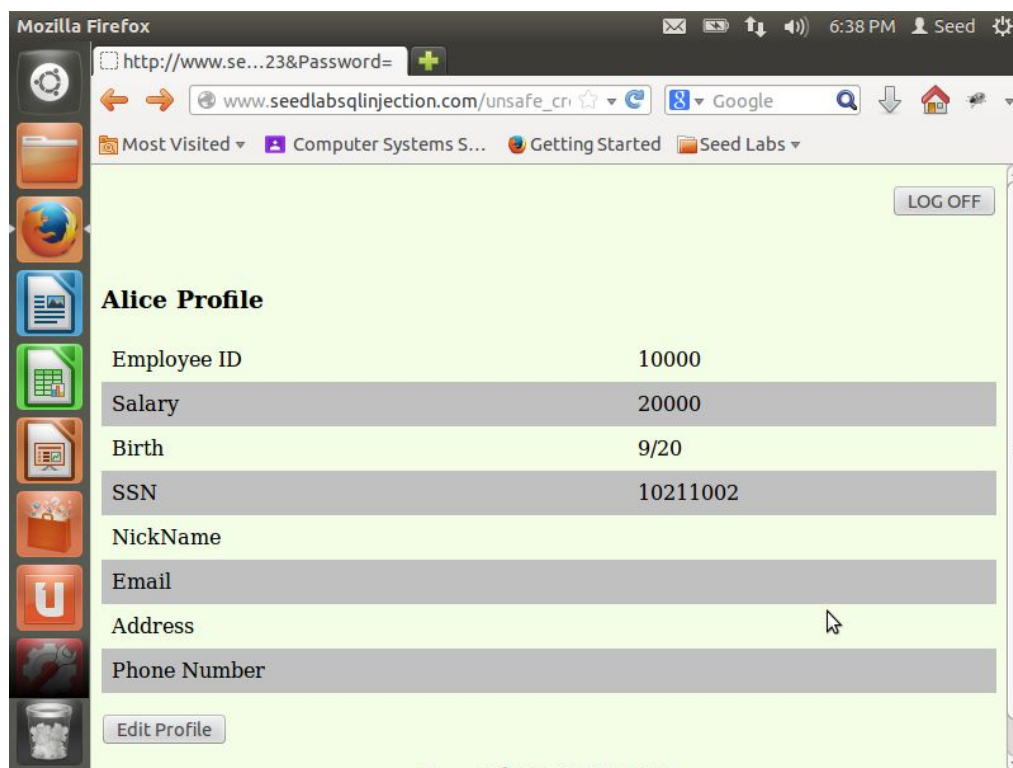 Mozilla Firefox 6:38 PM Seed
http://www.se...23&Password=
www.seedlabsqlinjection.com/unsafe_cr Google
Most Visited Computer Systems S... Getting Started Seed Labs
LOG OFF
Alice Profile
Employee ID 10000
Salary 20000
Birth 9/20
SSN 10211002
NickName
Email
Address
Phone Number
Edit Profile